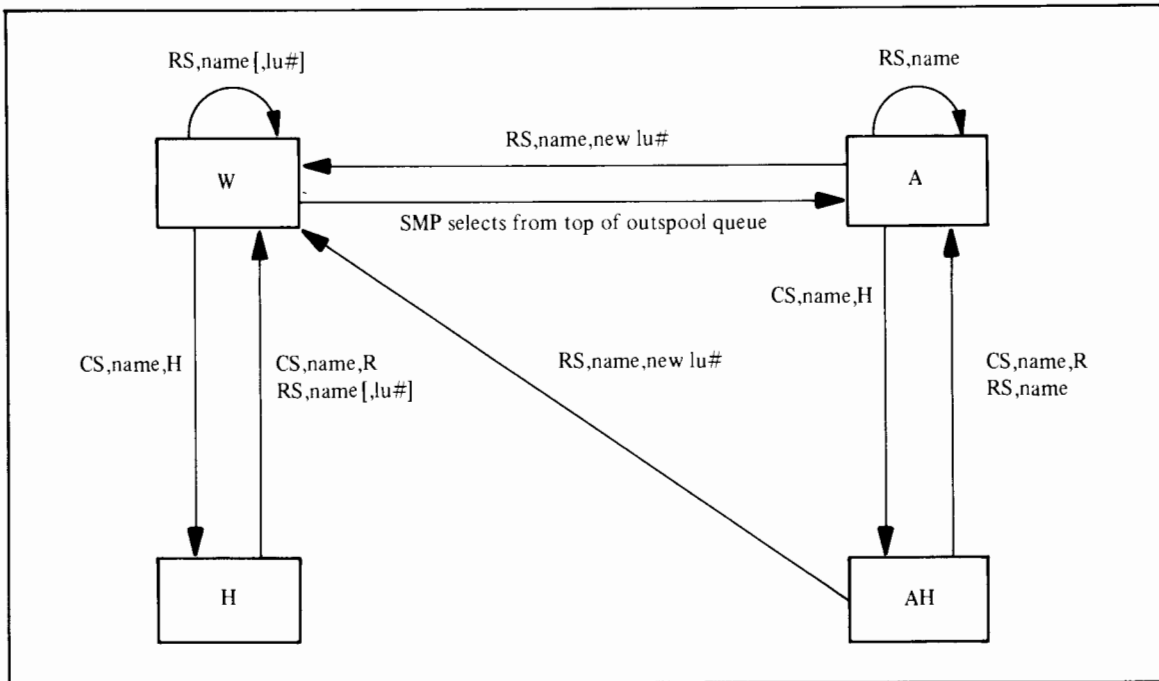 RS,name [,lu#]
RS,name
RS,name,new lu#
W
A
SMP selects from top of outspool queue
CS,name,H
RS,name,new lu#
CS,name,H
CS,name,R
RS,name [,lu#]
CS,name,R
RS,name
H
AH